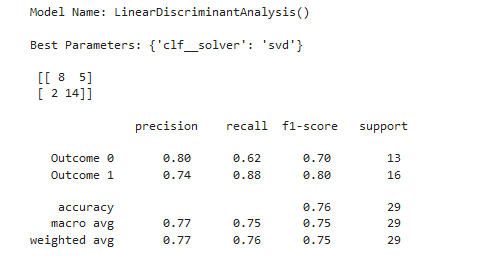 Model Name: LinearDiscriminantAnalysis()
Best Parameters: {'clf__solver': 'svd'}
[[ 8  5]
[ 2 14]]
precision recall f1-score support
Outcome 0 0.80 0.62 0.70 13
Outcome 1 0.74 0.88 0.80 16
accuracy 0.76 29
macro avg 0.77 0.75 0.75 29
weighted avg 0.77 0.76 0.75 29